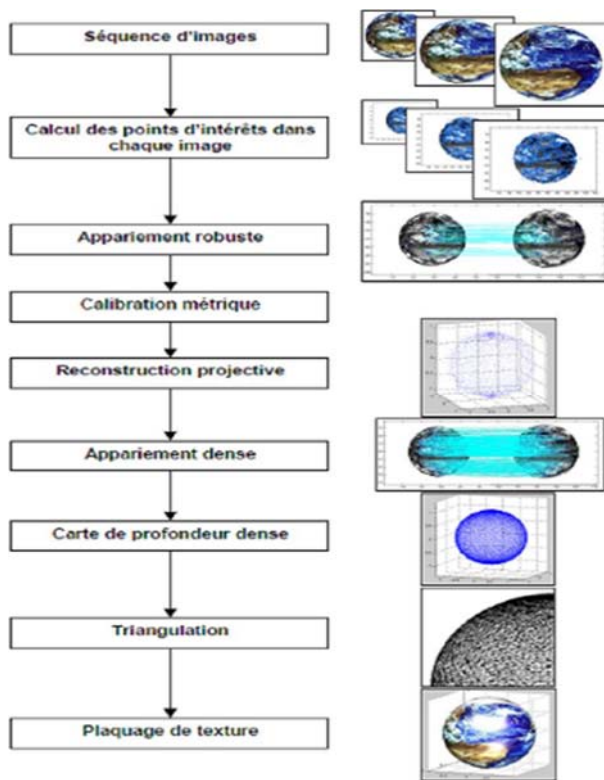 Séquence d'images
Calcul des points d'intérêts dans
chaque image
Appariement robuste
Calibration métrique
Reconstruction projective
Appariement dense
Carte de profondeur dense
Triangulation
Plaquage de texture